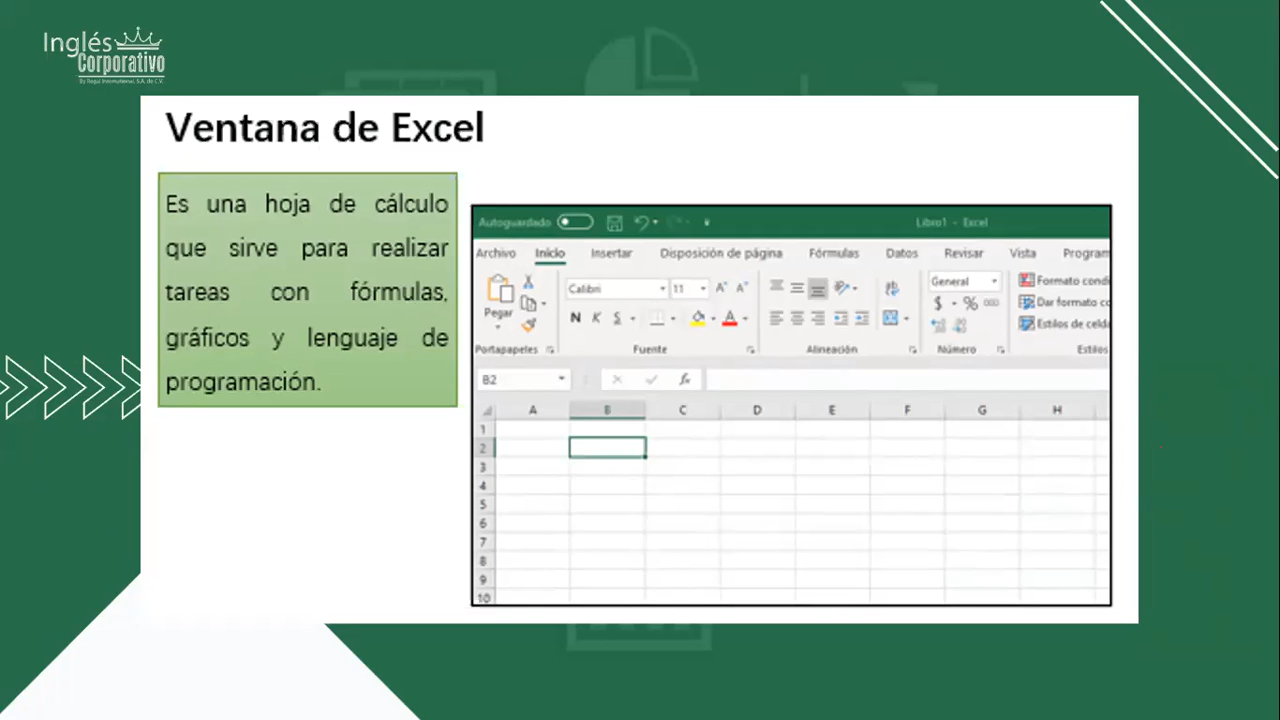 Inglés
Corporativo
Ventana de Excel
Es una hoja de cálculo
que sirve para realizar
tareas con fórmulas,
gráficos y lenguaje de
programación.
Autoguardado
Libro1 - Excel
Archivo Inicio Insertar Disposición de página Fórmulas Datos Revisar Vista Program
Pegar
Calibri 11
General
N K S
$ % 000
Formato condi
Dar formato co
Estilos de celda
Portapapeles Fuente Alineación Número Estilos
B2 fx
A B C D E F G H
1
2
3
4
5
6
7
8
9
10